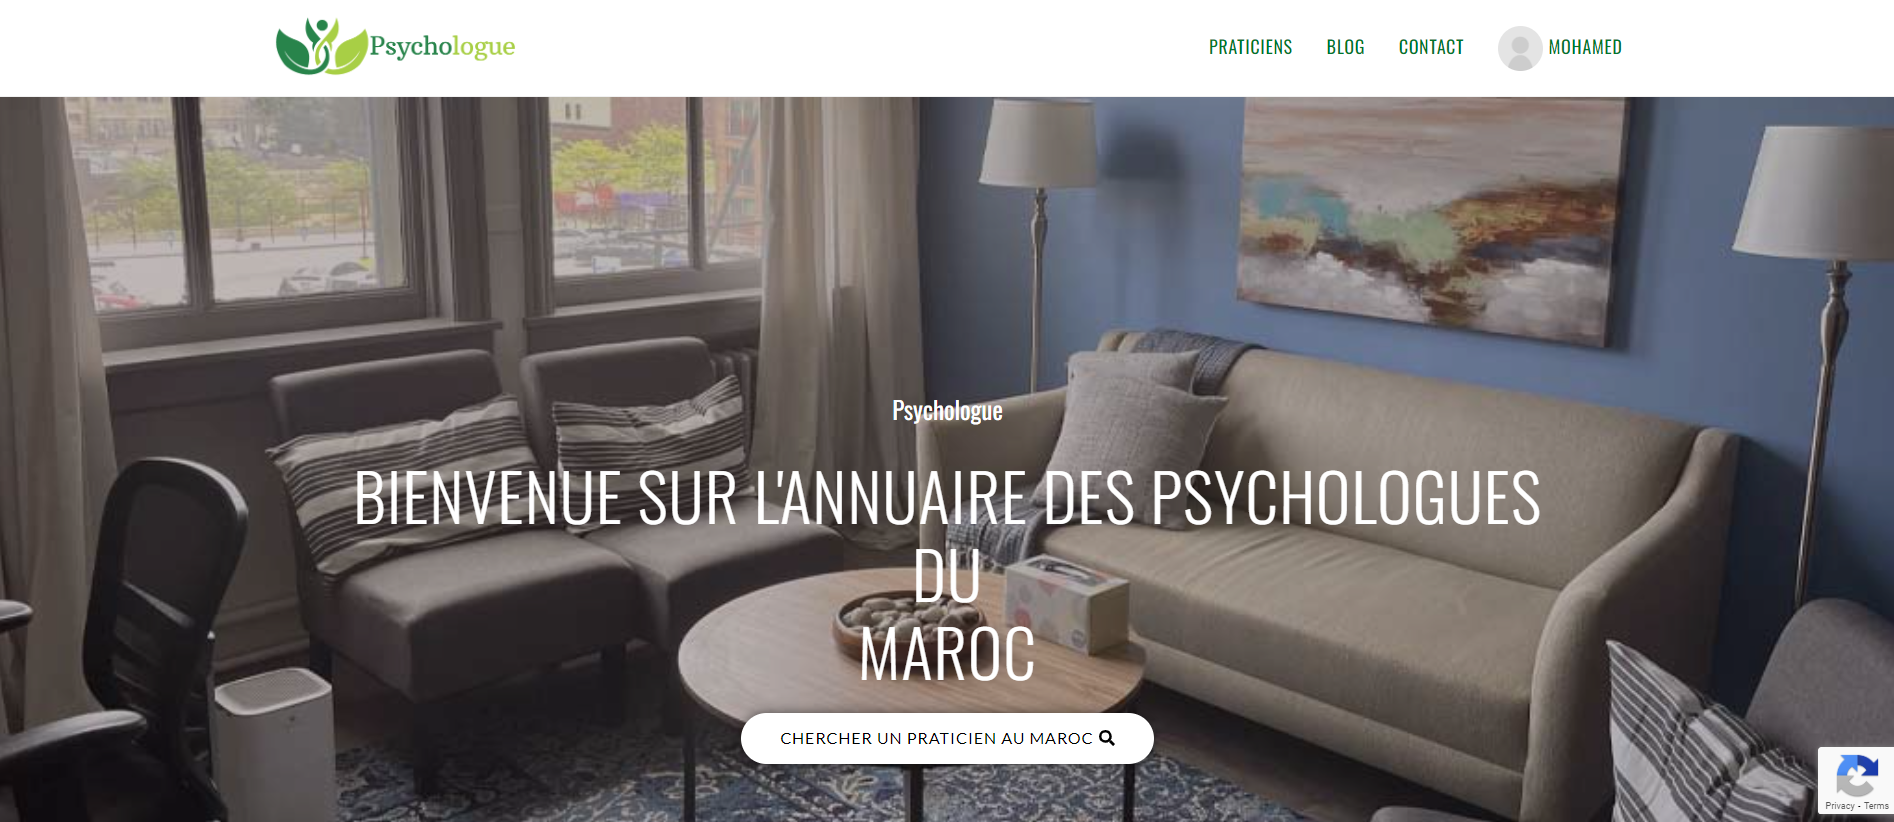 Psychologue
PRATICIENS
BLOG
CONTACT
MOHAMED
Psychologue
BIENVENUE SUR L'ANNUAIRE DES PSYCHOLOGUES
DU
MAROC
CHERCHER UN PRATICIEN AU MAROC
Privacy - Terms